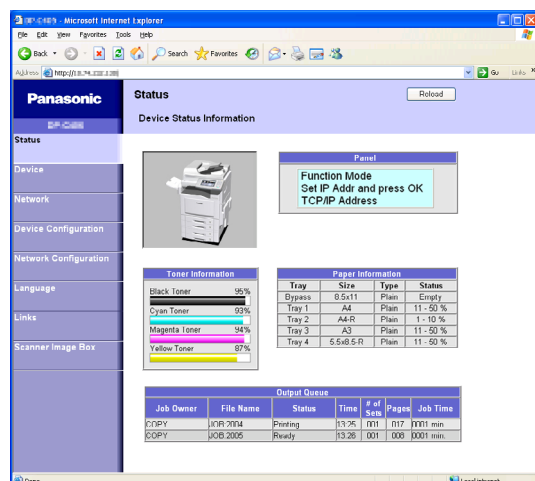 - Microsoft Internet Explorer
File Edit View Favorites Tools Help
Back Search Favorites
Address http:// Go Links
Panasonic
Status
Reload
Device Status Information
Status
Device
Network
Device Configuration
Network Configuration
Language
Links
Scanner Image Box
Panel
Function Mode
Set IP Addr and press OK
TCP/IP Address
Toner Information
Black Toner 95%
Cyan Toner 93%
Magenta Toner 94%
Yellow Toner 87%
Paper Information
Tray Size Type Status
Bypass 8.5x11 Plain Empty
Tray 1 A4 Plain 11 - 50 %
Tray 2 A4-R Plain 1 - 10 %
Tray 3 A3 Plain 11 - 50 %
Tray 4 5.5x8.5-R Plain 11 - 50 %
Output Queue
Job Owner File Name Status Time # of Sets Pages Job Time
COPY JOB:2004 Printing 13:25 001 017 0001 min.
COPY JOB:2005 Ready 13:26 001 006 0001 min.
Done Local intranet